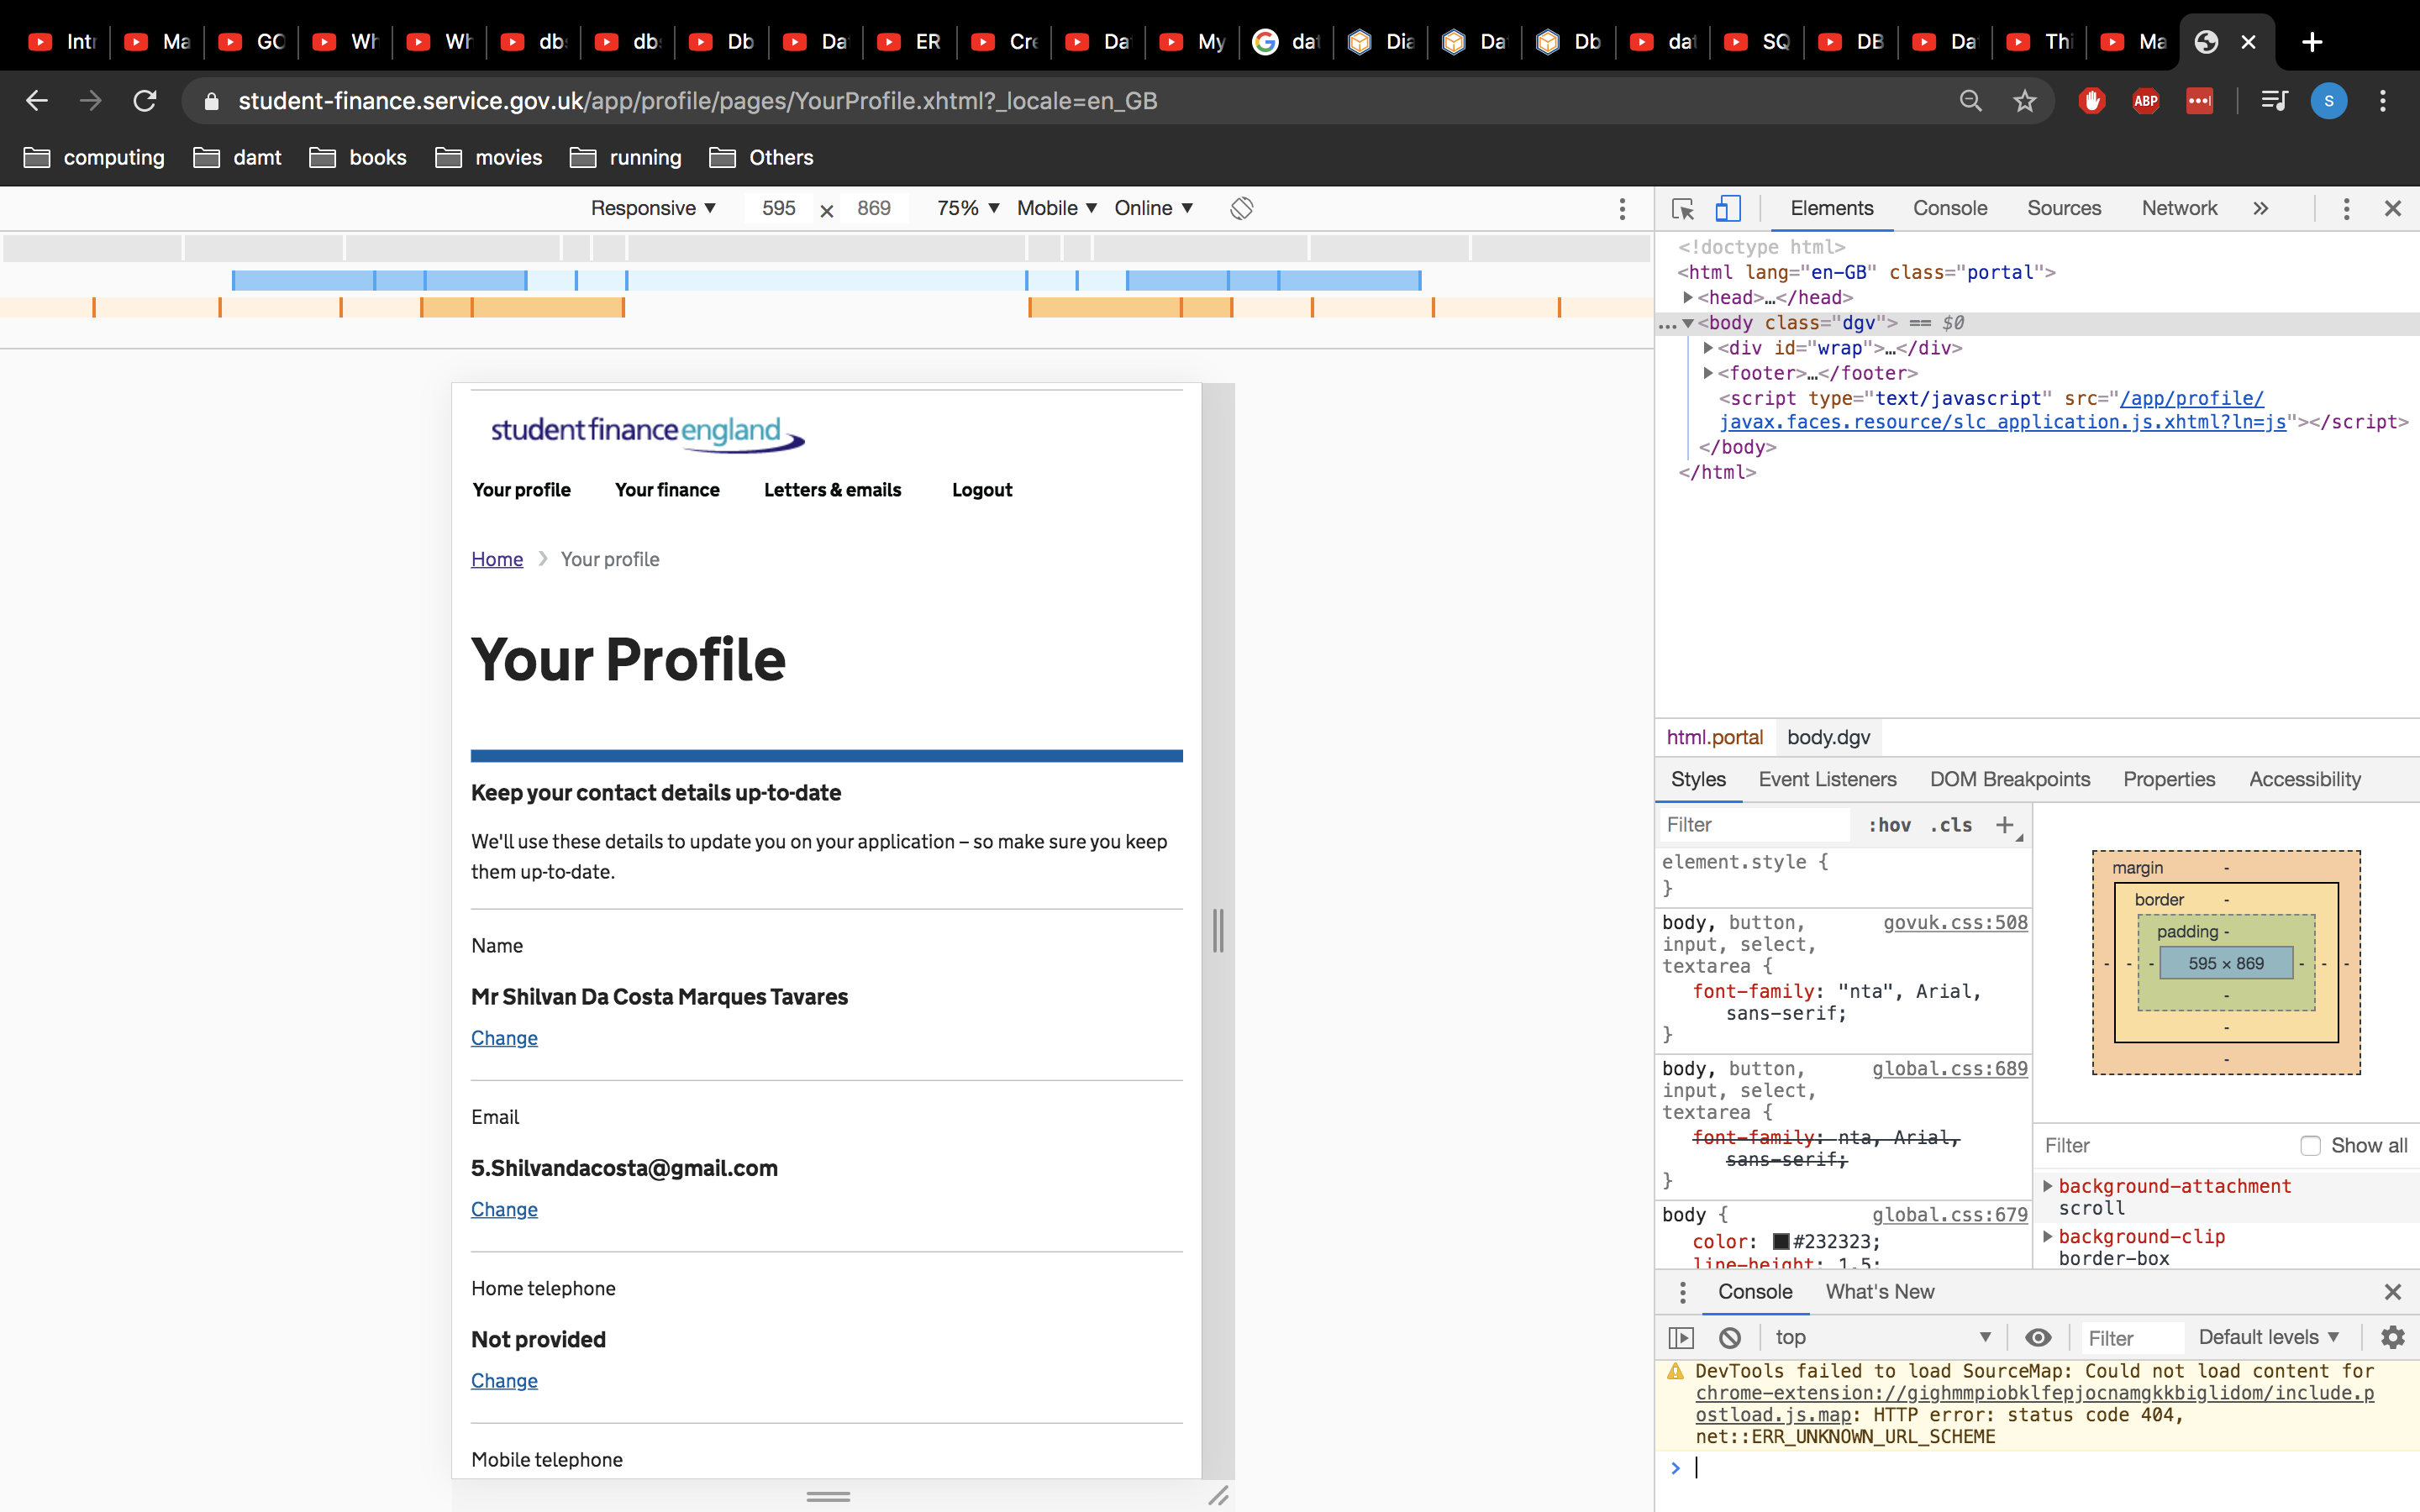 Intr
Ma
GO
Wh
Wh
dbs
dbs
Db
Da
ER
Cre
Da
My
dat
Dia
Da
Db
dat
SQ
DB
Dat
Thi
Ma
student-finance.service.gov.uk/app/profile/pages/YourProfile.xhtml?_locale=en_GB
ABP
S
computing
damt
books
movies
running
Others
Responsive ▼ 595 × 869 75% ▼ Mobile ▼ Online ▼
studentfinanceengland
Your profile Your finance Letters & emails Logout
Home Your profile
Your Profile
Keep your contact details up-to-date
We'll use these details to update you on your application – so make sure you keep
them up-to-date.
Name
Mr Shilvan Da Costa Marques Tavares
Change
Email
5.Shilvandacosta@gmail.com
Change
Home telephone
Not provided
Change
Mobile telephone
Elements Console Sources Network »
<!doctype html>
<html lang="en-GB" class="portal">
▶<head>…</head>
…▼<body class="dgv"> == $0
▶<div id="wrap">…</div>
▶<footer>…</footer>
<script type="text/javascript" src="/app/profile/
javax.faces.resource/slc_application.js.xhtml?ln=js"></script>
</body>
</html>
html.portal body.dgv
Styles Event Listeners DOM Breakpoints Properties Accessibility
Filter :hov .cls +
element.style {
}
body, button, govuk.css:508
input, select,
textarea {
font-family: "nta", Arial,
sans-serif;
}
body, button, global.css:689
input, select,
textarea {
font-family: nta, Arial,
sans-serif;
}
body { global.css:679
color: #232323;
line-height: 1.5;
margin -
border -
padding -
- - - 595 × 869 - - -
-
-
-
Filter Show all
▶ background-attachment
scroll
▶ background-clip
border-box
Console What's New
top ▼ Filter Default levels ▼
DevTools failed to load SourceMap: Could not load content for
chrome-extension://gighmmpiobklfepjocnamgkkbiglidom/include.p
ostload.js.map: HTTP error: status code 404,
net::ERR_UNKNOWN_URL_SCHEME
>